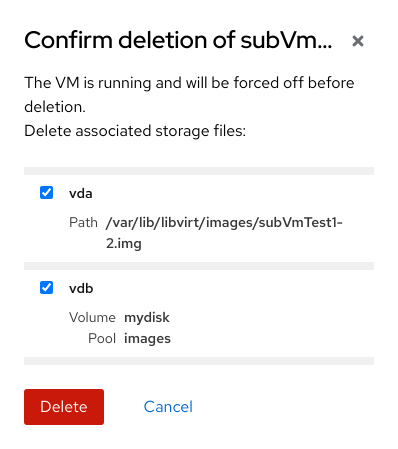 Confirm deletion of subVm...
The VM is running and will be forced off before
deletion.
Delete associated storage files:
vda
Path /var/lib/libvirt/images/subVmTest1-
2.img
vdb
Volume mydisk
Pool images
Delete Cancel